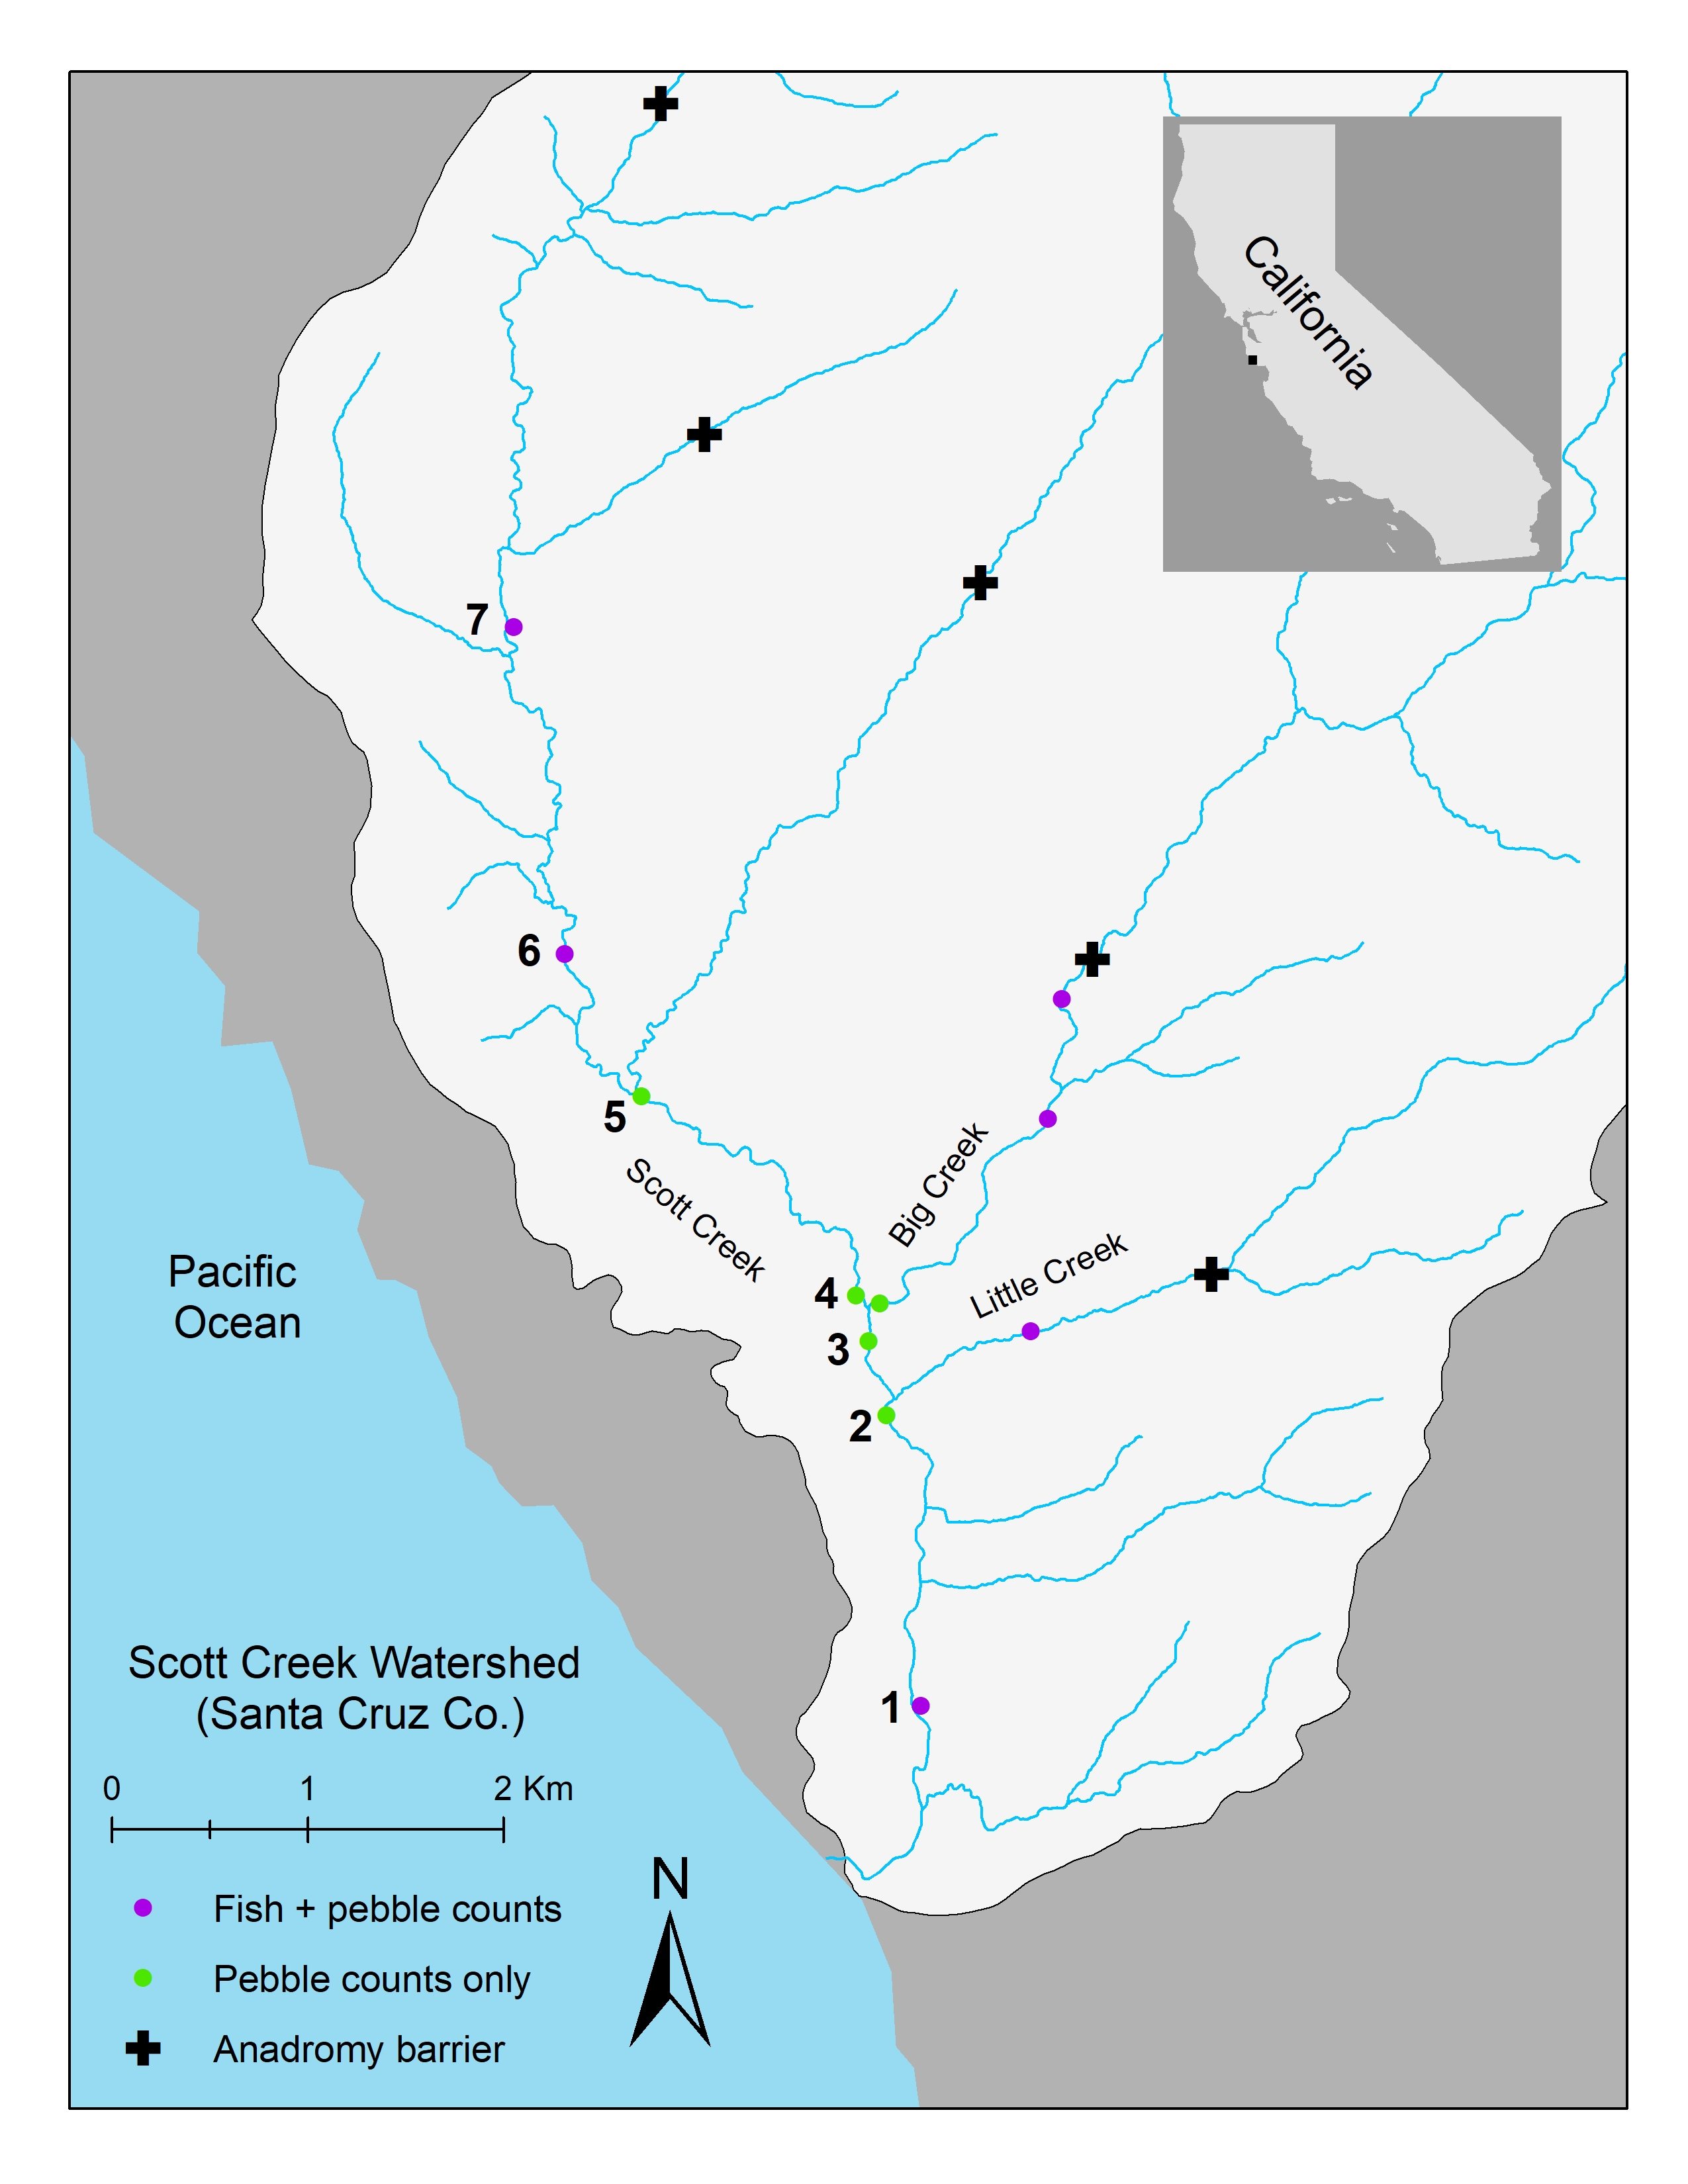 California
7
6
5
Scott Creek
Big Creek
Little Creek
4
3
2
1
Pacific
Ocean
Scott Creek Watershed
(Santa Cruz Co.)
0 1 2 Km
N
Fish + pebble counts
Pebble counts only
Anadromy barrier